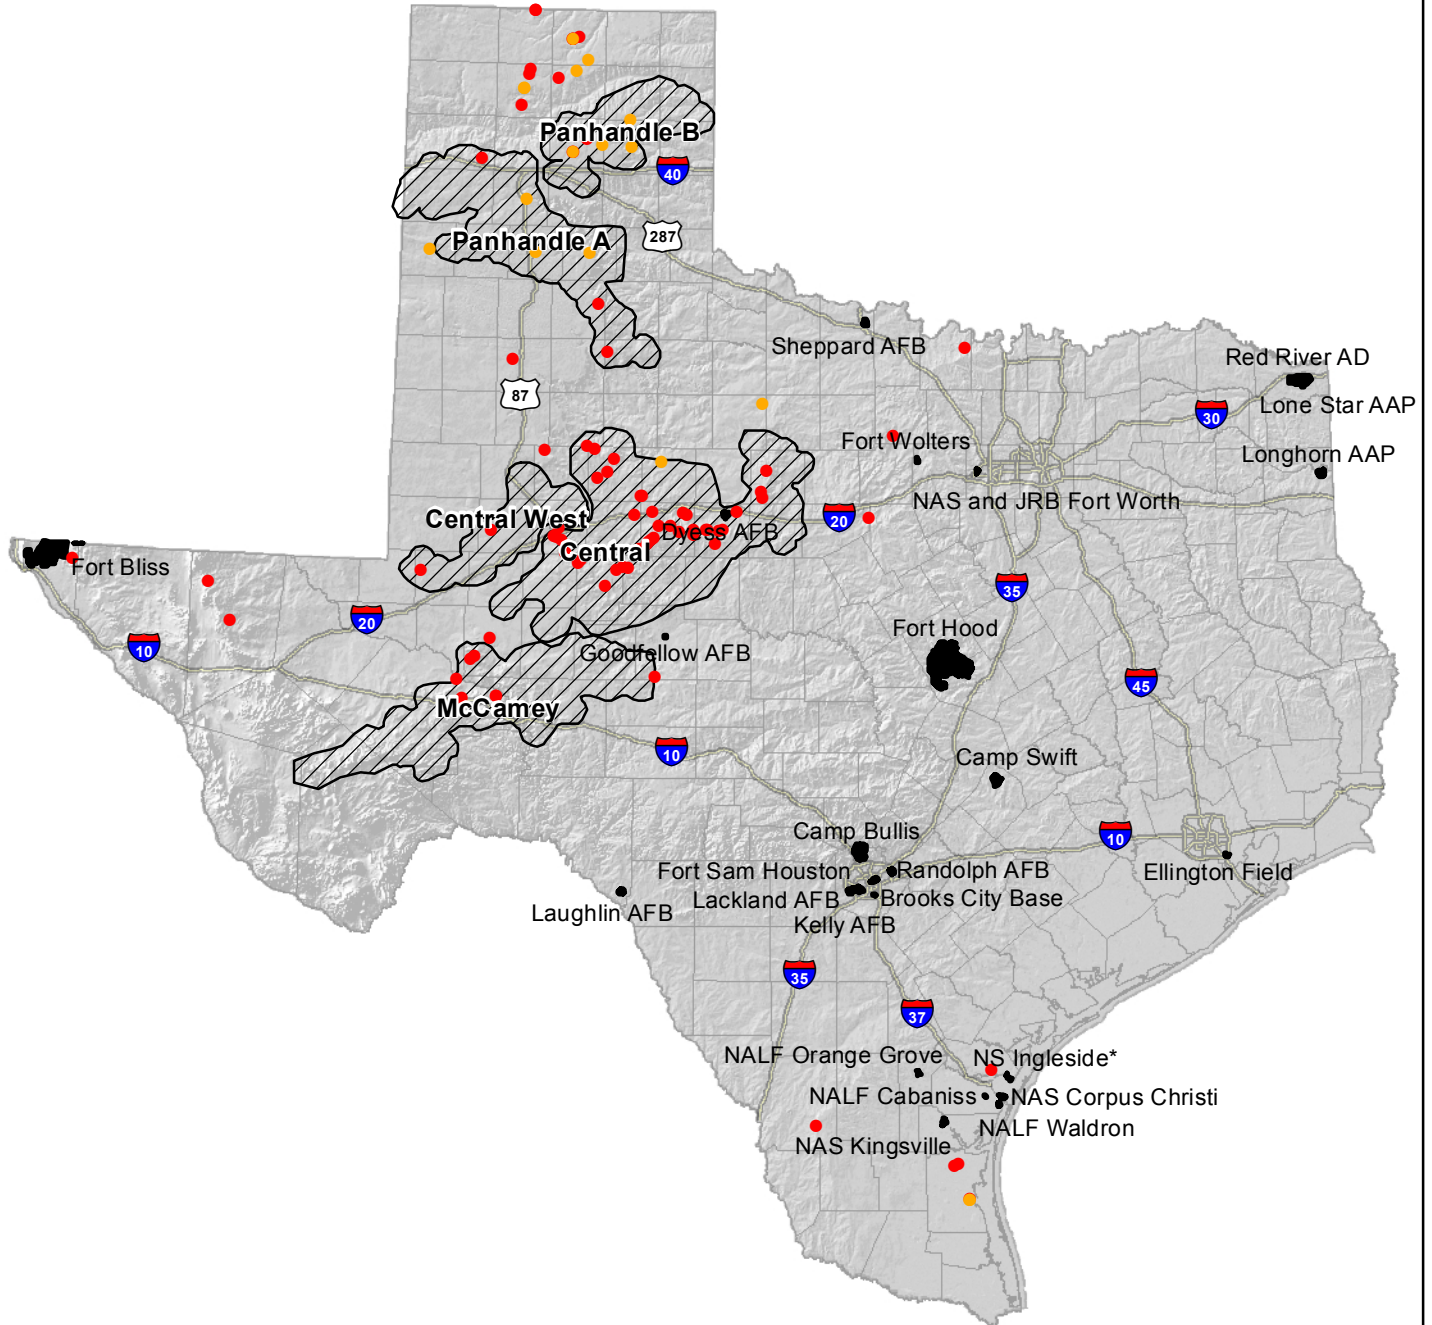 Panhandle B
40
Panhandle A
287
Sheppard AFB
Red River AD
87
Lone Star AAP
30
Fort Wolters
Longhorn AAP
NAS and JRB Fort Worth
Central West
20
Dyess AFB
Central
Fort Bliss
35
20
10
Fort Hood
Goodfellow AFB
45
McCamey
10
Camp Swift
Camp Bullis
10
Fort Sam Houston
Randolph AFB
Ellington Field
Lackland AFB
Brooks City Base
Laughlin AFB
Kelly AFB
35
37
NALF Orange Grove
NS Ingleside*
NALF Cabaniss
NAS Corpus Christi
NALF Waldron
NAS Kingsville